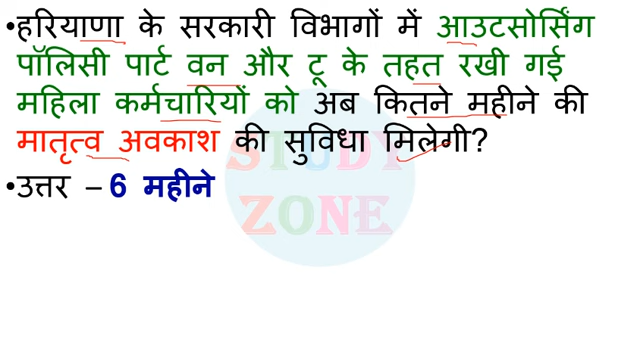 •हरियाणा के सरकारी विभागों में आउटसोर्सिंग
पॉलिसी पार्ट वन और टू के तहत रखी गई
महिला कर्मचारियों को अब कितने महीने की
मातृत्व अवकाश की सुविधा मिलेगी?
•उत्तर – 6 महीने
STUDY
ZONE